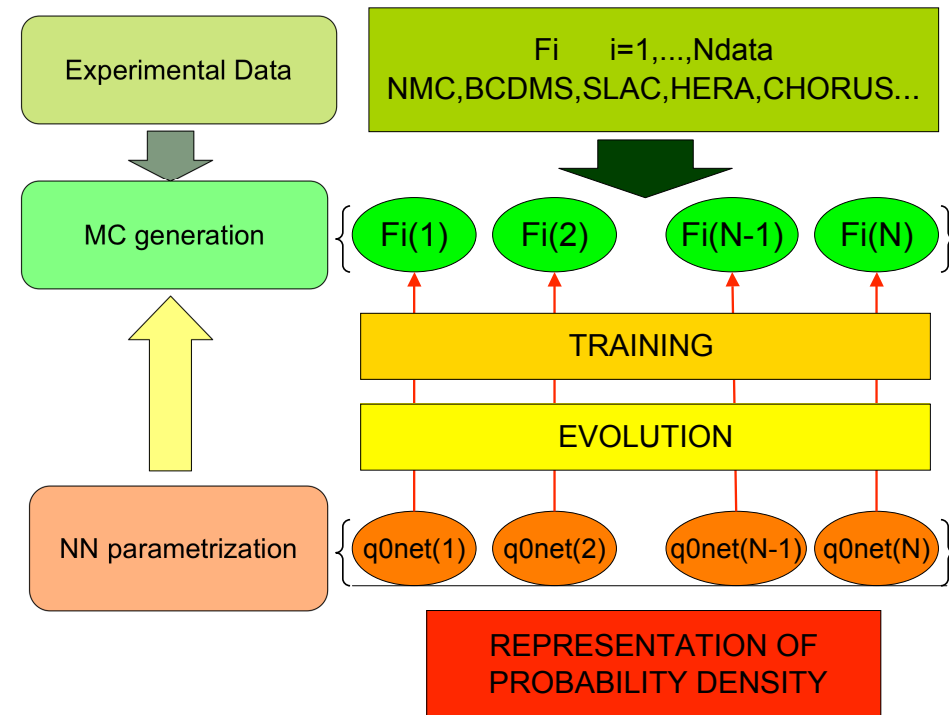 Experimental Data
Fi i=1,...,Ndata
NMC,BCDMS,SLAC,HERA,CHORUS...
MC generation
Fi(1) Fi(2) Fi(N-1) Fi(N)
TRAINING
EVOLUTION
NN parametrization
q0net(1) q0net(2) q0net(N-1) q0net(N)
REPRESENTATION OF
PROBABILITY DENSITY